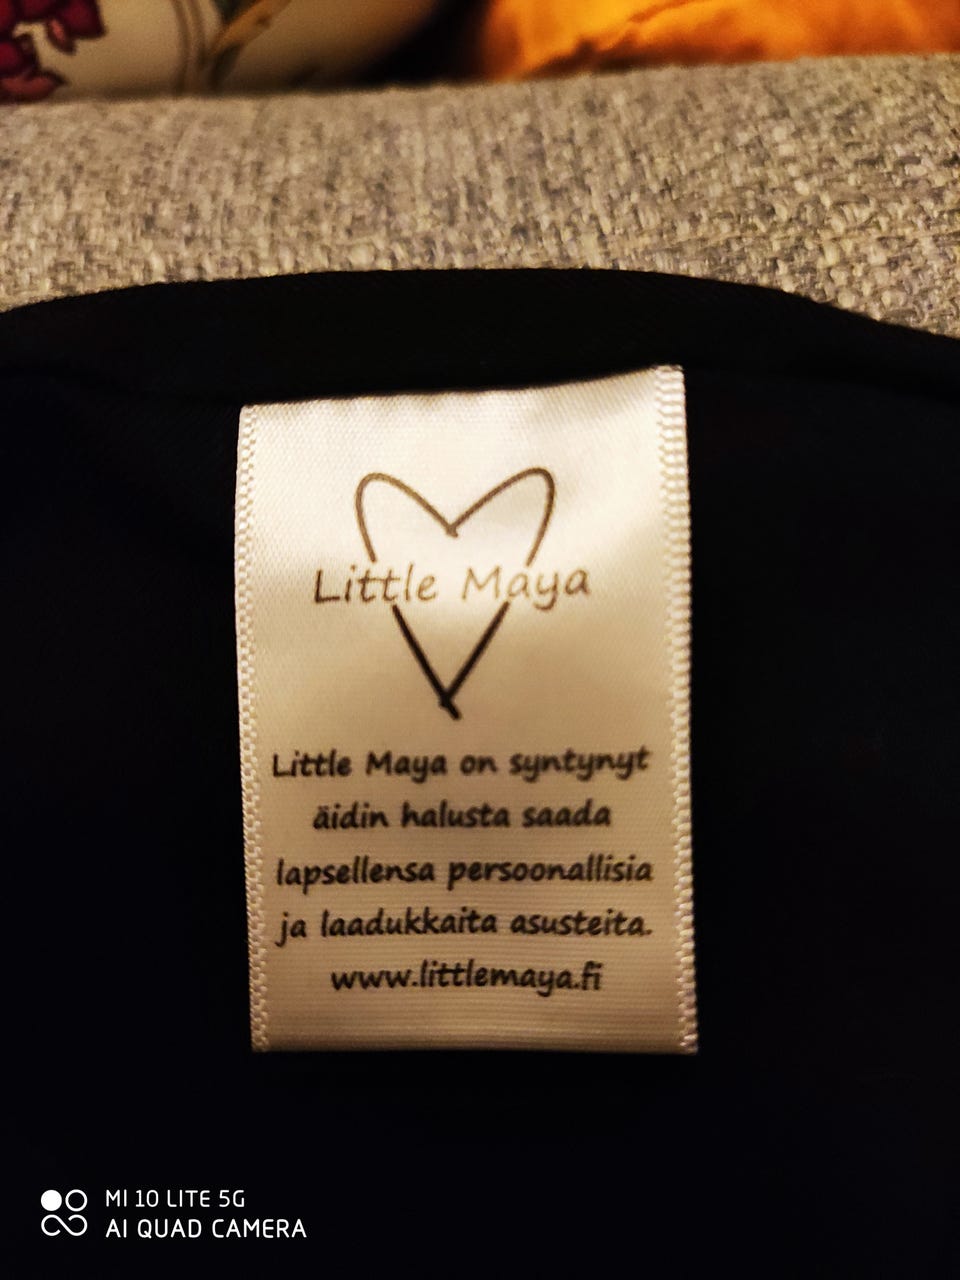 Little Maya
Little Maya on syntynyt
äidin halusta saada
lapsellensa persoonallisia
ja laadukkaita asusteita.
www.littlemaya.fi
MI 10 LITE 5G
AI QUAD CAMERA